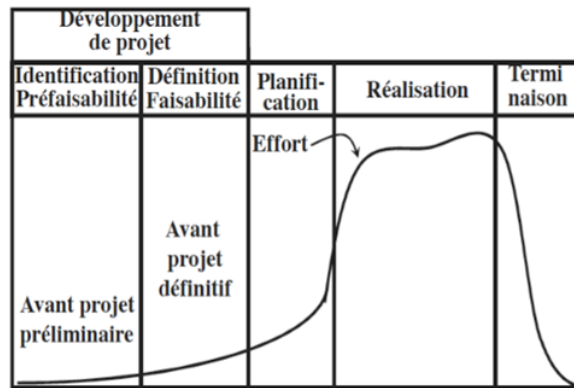 Développement
de projet
Identification
Préfaisabilité
Définition
Faisabilité
Planifi-
cation
Réalisation
Termi
naison
Effort
Avant
projet
définitif
Avant projet
préliminaire